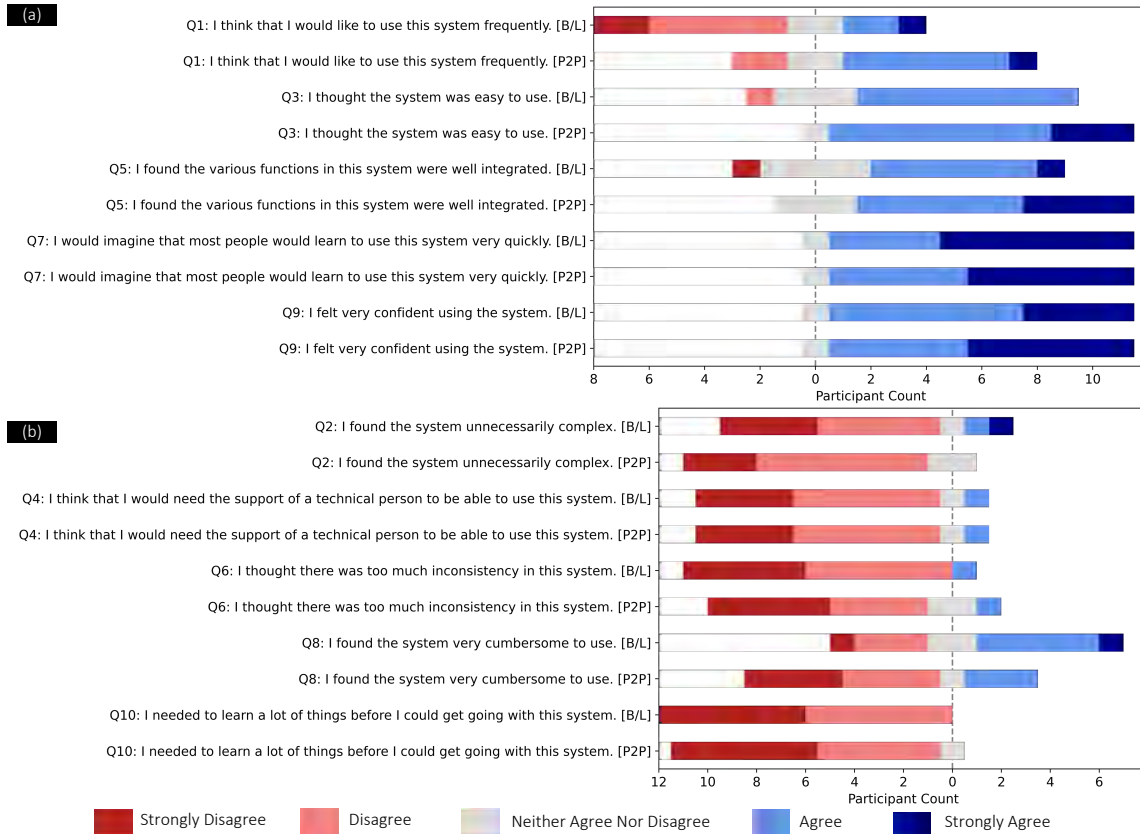 (a)
Q1: I think that I would like to use this system frequently. [B/L]
Q1: I think that I would like to use this system frequently. [P2P]
Q3: I thought the system was easy to use. [B/L]
Q3: I thought the system was easy to use. [P2P]
Q5: I found the various functions in this system were well integrated. [B/L]
Q5: I found the various functions in this system were well integrated. [P2P]
Q7: I would imagine that most people would learn to use this system very quickly. [B/L]
Q7: I would imagine that most people would learn to use this system very quickly. [P2P]
Q9: I felt very confident using the system. [B/L]
Q9: I felt very confident using the system. [P2P]
8 6 4 2 0 2 4 6 8 10
Participant Count
(b)
Q2: I found the system unnecessarily complex. [B/L]
Q2: I found the system unnecessarily complex. [P2P]
Q4: I think that I would need the support of a technical person to be able to use this system. [B/L]
Q4: I think that I would need the support of a technical person to be able to use this system. [P2P]
Q6: I thought there was too much inconsistency in this system. [B/L]
Q6: I thought there was too much inconsistency in this system. [P2P]
Q8: I found the system very cumbersome to use. [B/L]
Q8: I found the system very cumbersome to use. [P2P]
Q10: I needed to learn a lot of things before I could get going with this system. [B/L]
Q10: I needed to learn a lot of things before I could get going with this system. [P2P]
12 10 8 6 4 2 0 2 4 6
Participant Count
Strongly Disagree Disagree Neither Agree Nor Disagree Agree Strongly Agree